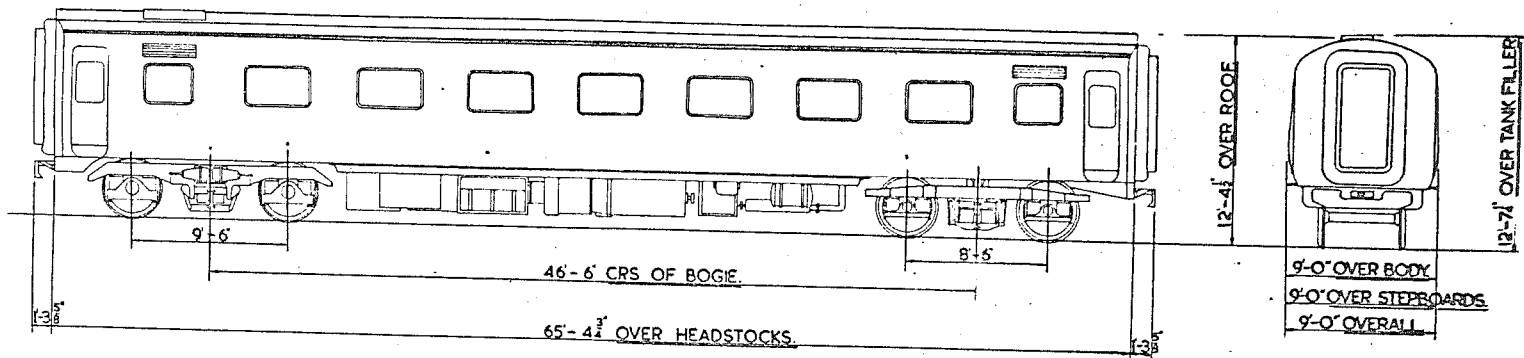 9'-6"
8'-6"
46'-6" CRS OF BOGIE.
1'-3⅝"
65'-4¾" OVER HEADSTOCKS.
1'-3⅝"
12'-4½" OVER ROOF.
12'-7¼" OVER TANK FILLER
9'-0" OVER BODY
9'-0" OVER STEPBOARDS.
9'-0" OVERALL